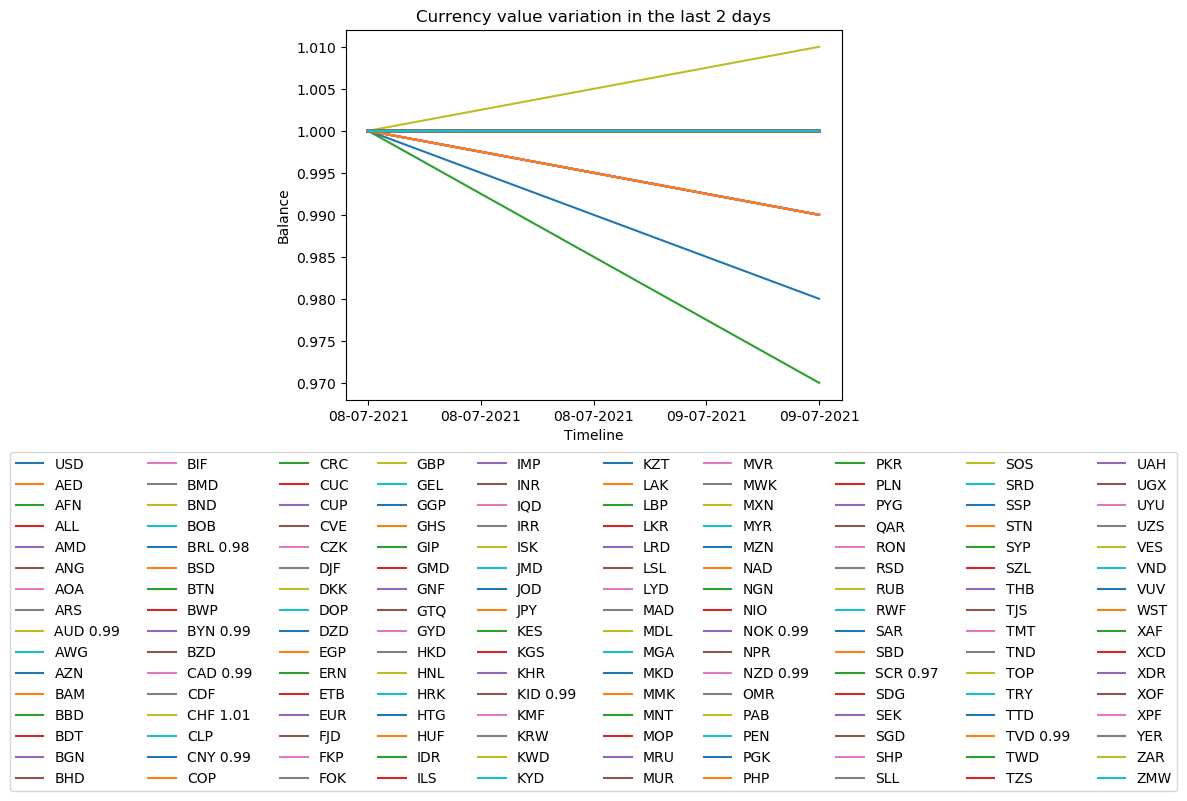 Currency value variation in the last 2 days
1.010
1.005
1.000
0.995
0.990
0.985
0.980
0.975
0.970
Balance
08-07-2021 08-07-2021 08-07-2021 09-07-2021 09-07-2021
Timeline
USD BIF CRC GBP IMP KZT MVR PKR SOS UAH
AED BMD CUC GEL INR LAK MWK PLN SRD UGX
AFN BND CUP GGP IQD LBP MXN PYG SSP UYU
ALL BOB CVE GHS IRR LKR MYR QAR STN UZS
AMD BRL 0.98 CZK GIP ISK LRD MZN RON SYP VES
ANG BSD DJF GMD JMD LSL NAD RSD SZL VND
AOA BTN DKK GNF JOD LYD NGN RUB THB VUV
ARS BWP DOP GTQ JPY MAD NIO RWF TJS WST
AUD 0.99 BYN 0.99 DZD GYD KES MDL NOK 0.99 SAR TMT XAF
AWG BZD EGP HKD KGS MGA NPR SBD TND XCD
AZN CAD 0.99 ERN HNL KHR MKD NZD 0.99 SCR 0.97 TOP XDR
BAM CDF ETB HRK KID 0.99 MMK OMR SDG TRY XOF
BBD CHF 1.01 EUR HTG KMF MNT PAB SEK TTD XPF
BDT CLP FJD HUF KRW MOP PEN SGD TVD 0.99 YER
BGN CNY 0.99 FKP IDR KWD MRU PGK SHP TWD ZAR
BHD COP FOK ILS KYD MUR PHP SLL TZS ZMW